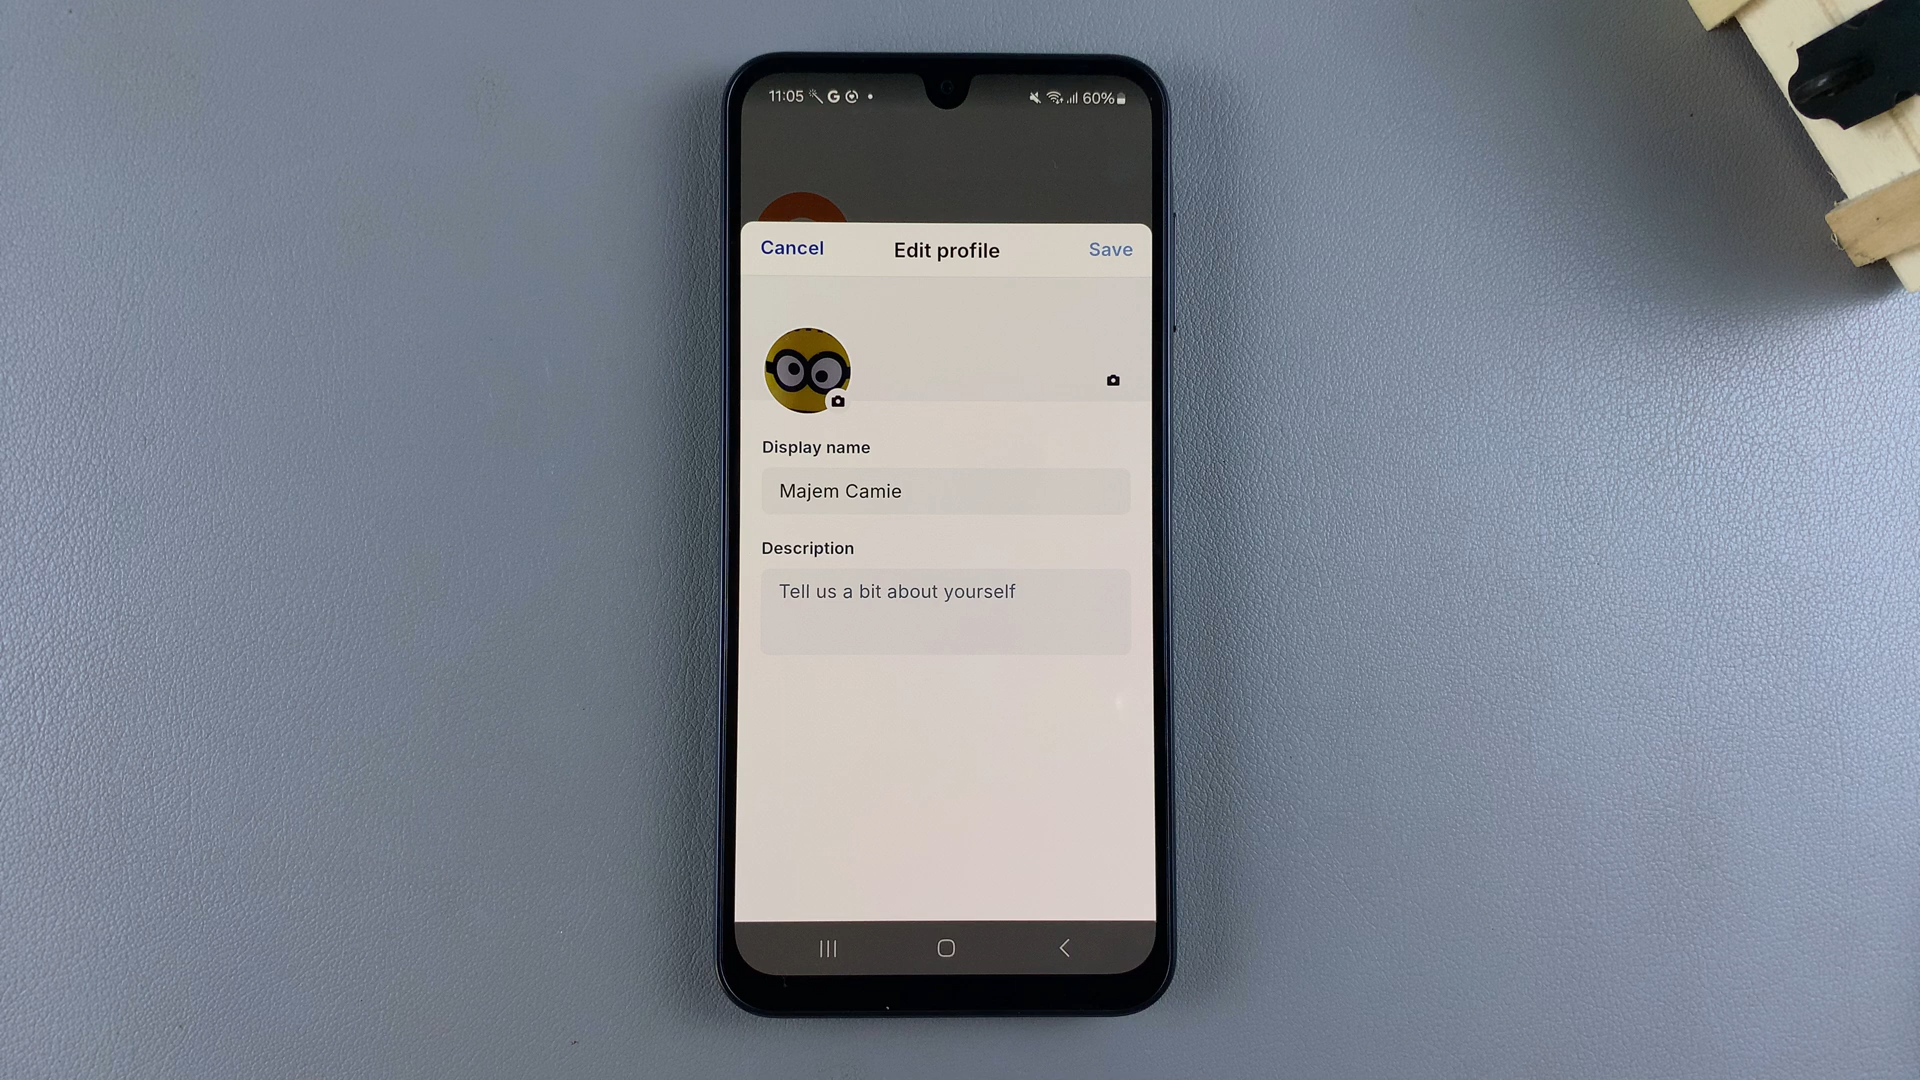 11:05 G 60%
Cancel Edit profile Save
Display name
Majem Camie
Description
Tell us a bit about yourself